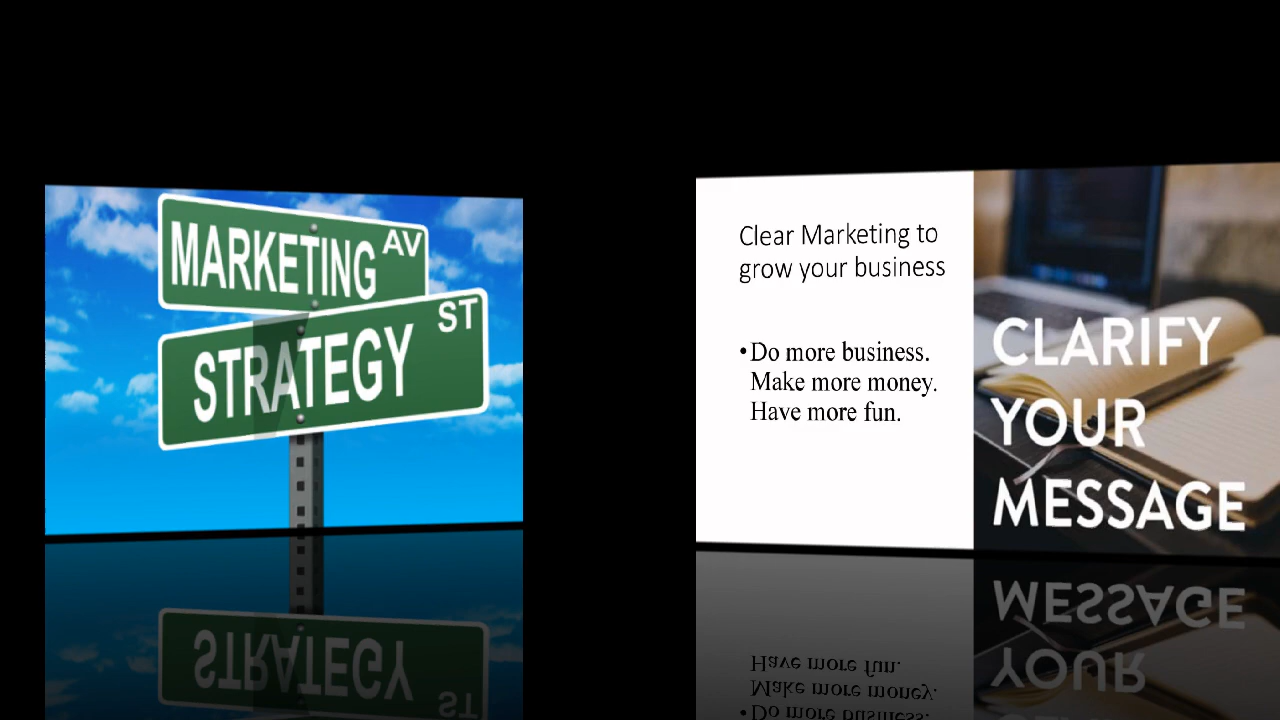 MARKETING AV
STRATEGY ST
Clear Marketing to
grow your business
•Do more business.
Make more money.
Have more fun.
CLARIFY
YOUR
MESSAGE